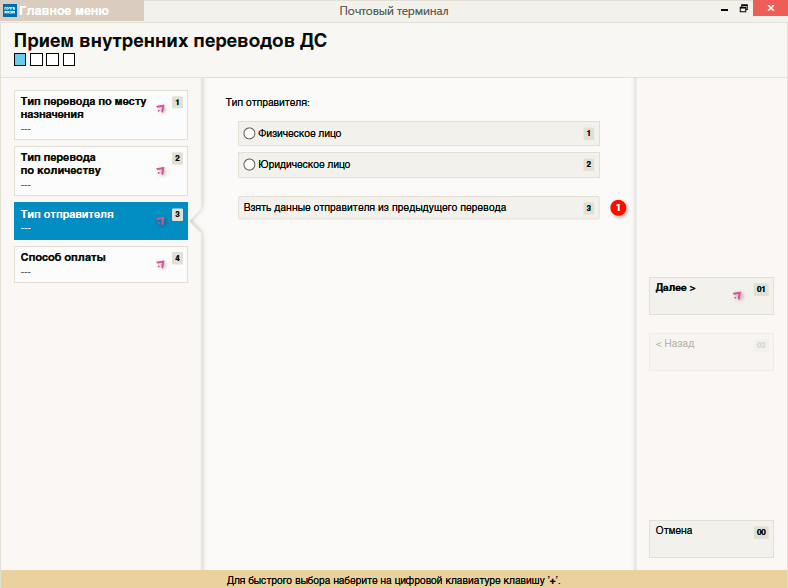 Главное меню
Почтовый терминал
Прием внутренних переводов ДС
Тип перевода по месту назначения
1
---
Тип перевода по количеству
2
---
Тип отправителя
3
---
Способ оплаты
4
---
Тип отправителя:
Физическое лицо 1
Юридическое лицо 2
Взять данные отправителя из предыдущего перевода 3
1
Далее > 01
< Назад
Отмена 00
Для быстрого выбора наберите на цифровой клавиатуре клавишу '+'.